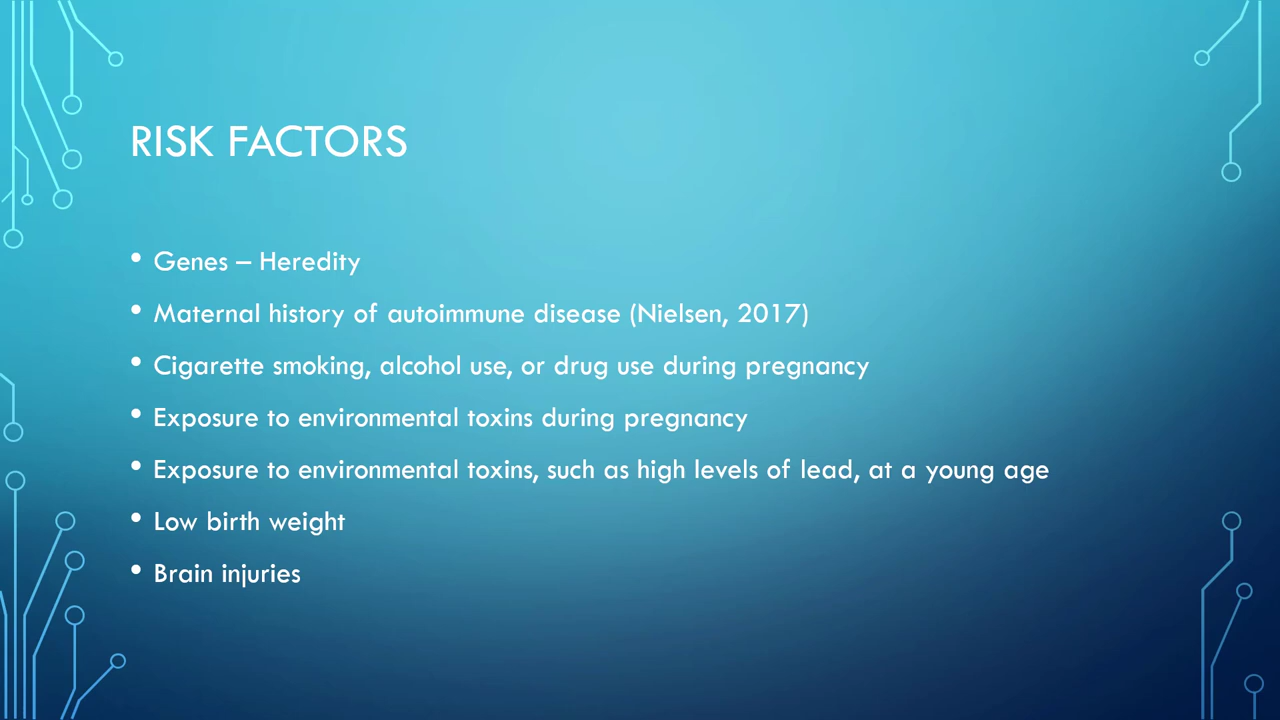 RISK FACTORS
• Genes – Heredity
• Maternal history of autoimmune disease (Nielsen, 2017)
• Cigarette smoking, alcohol use, or drug use during pregnancy
• Exposure to environmental toxins during pregnancy
• Exposure to environmental toxins, such as high levels of lead, at a young age
• Low birth weight
• Brain injuries